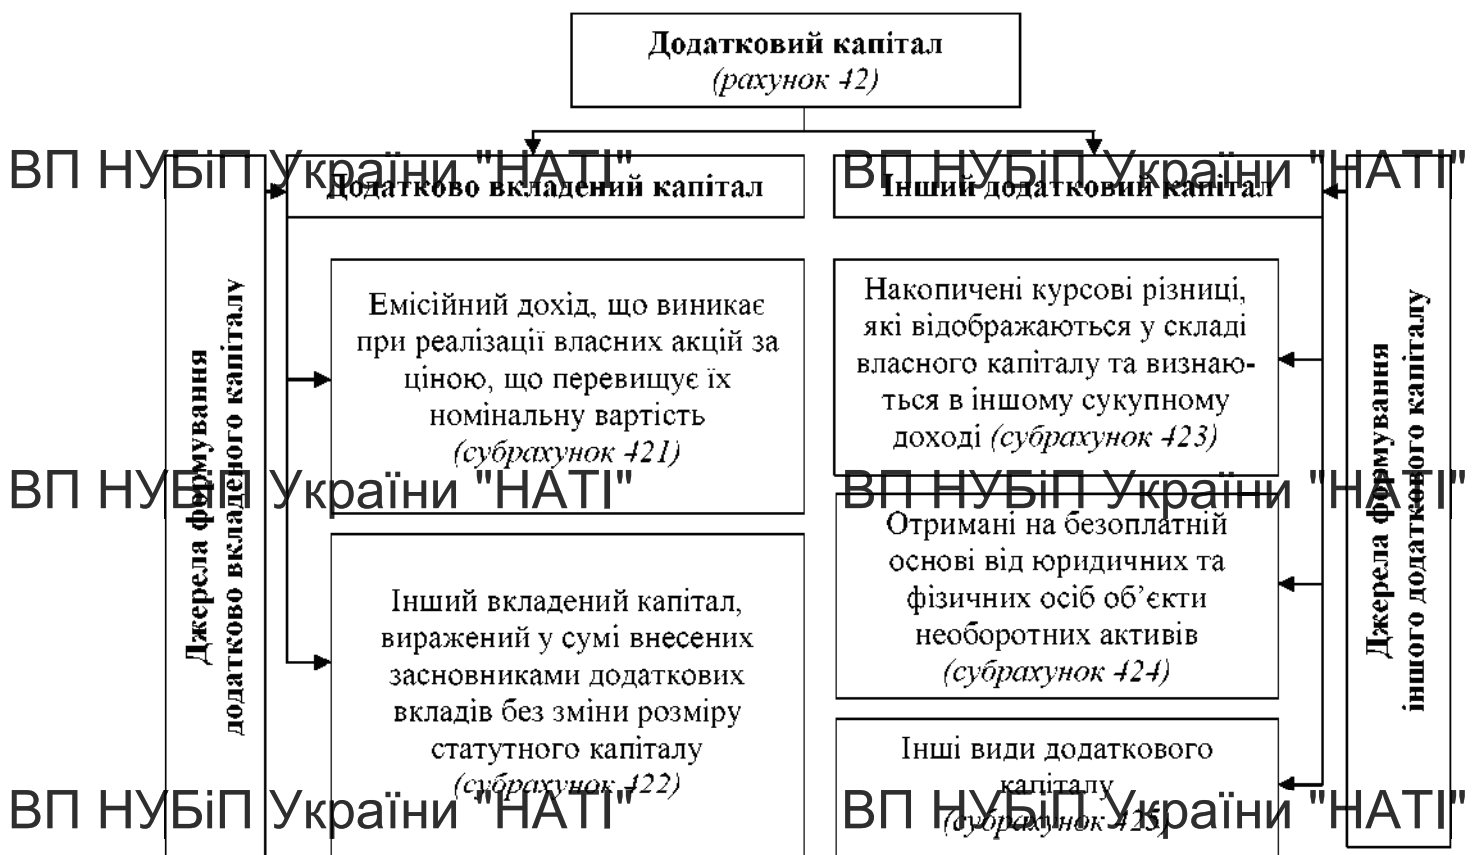 Додатковий капітал
(рахунок 42)
ВП НУБіП України "НАТІ"
ВП НУБіП України "НАТІ"
Додатково вкладений капітал
Інший додатковий капітал
Джерела формування
додатково вкладеного капіталу
Емісійний дохід, що виникає
при реалізації власних акцій за
ціною, що перевищує їх
номінальну вартість
(субрахунок 421)
Інший вкладений капітал,
виражений у сумі внесених
засновниками додаткових
вкладів без зміни розміру
статутного капіталу
(субрахунок 422)
Накопичені курсові різниці,
які відображаються у складі
власного капіталу та визнаю-
ться в іншому сукупному
доході (субрахунок 423)
ВП НУБіП України "НАТІ"
ВП НУБіП України "НАТІ"
Отримані на безоплатній
основі від юридичних та
фізичних осіб об’єкти
необоротних активів
(субрахунок 424)
Інші види додаткового
капіталу
(субрахунок 425)
Джерела формування
іншого додаткового капіталу
ВП НУБіП України "НАТІ"
ВП НУБіП України "НАТІ"